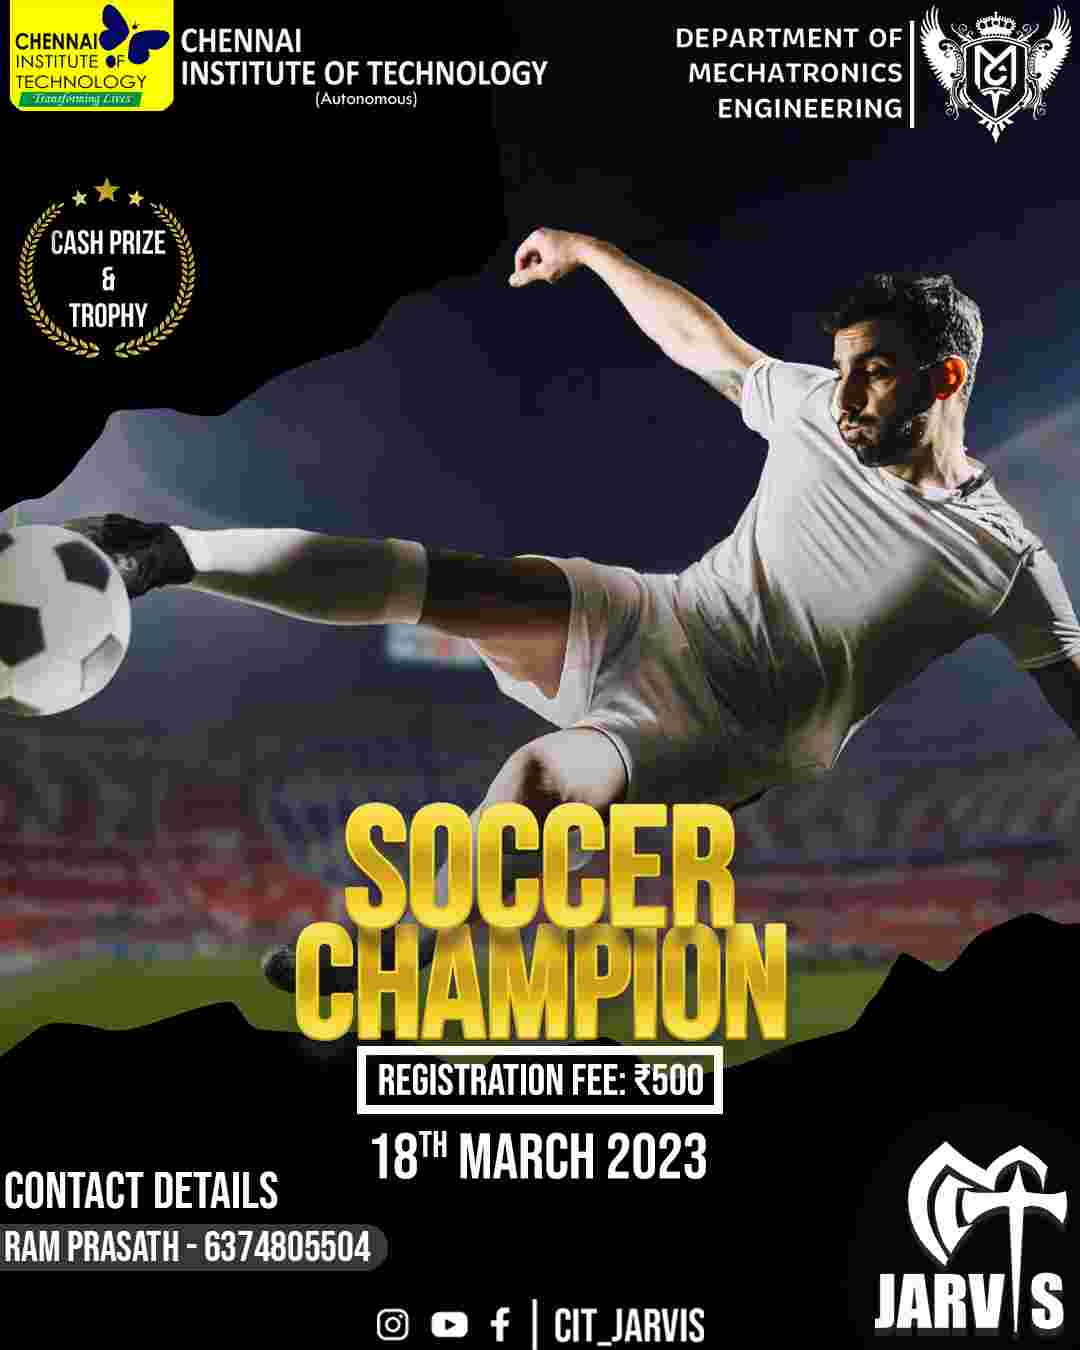 CHENNAI
INSTITUTE OF
TECHNOLOGY
Transforming Lives
CHENNAI
INSTITUTE OF TECHNOLOGY
(Autonomous)
DEPARTMENT OF
MECHATRONICS
ENGINEERING
CASH PRIZE
&
TROPHY
SOCCER
CHAMPION
REGISTRATION FEE: ₹500
18TH MARCH 2023
CONTACT DETAILS
RAM PRASATH - 6374805504
JARVIS
CIT_JARVIS